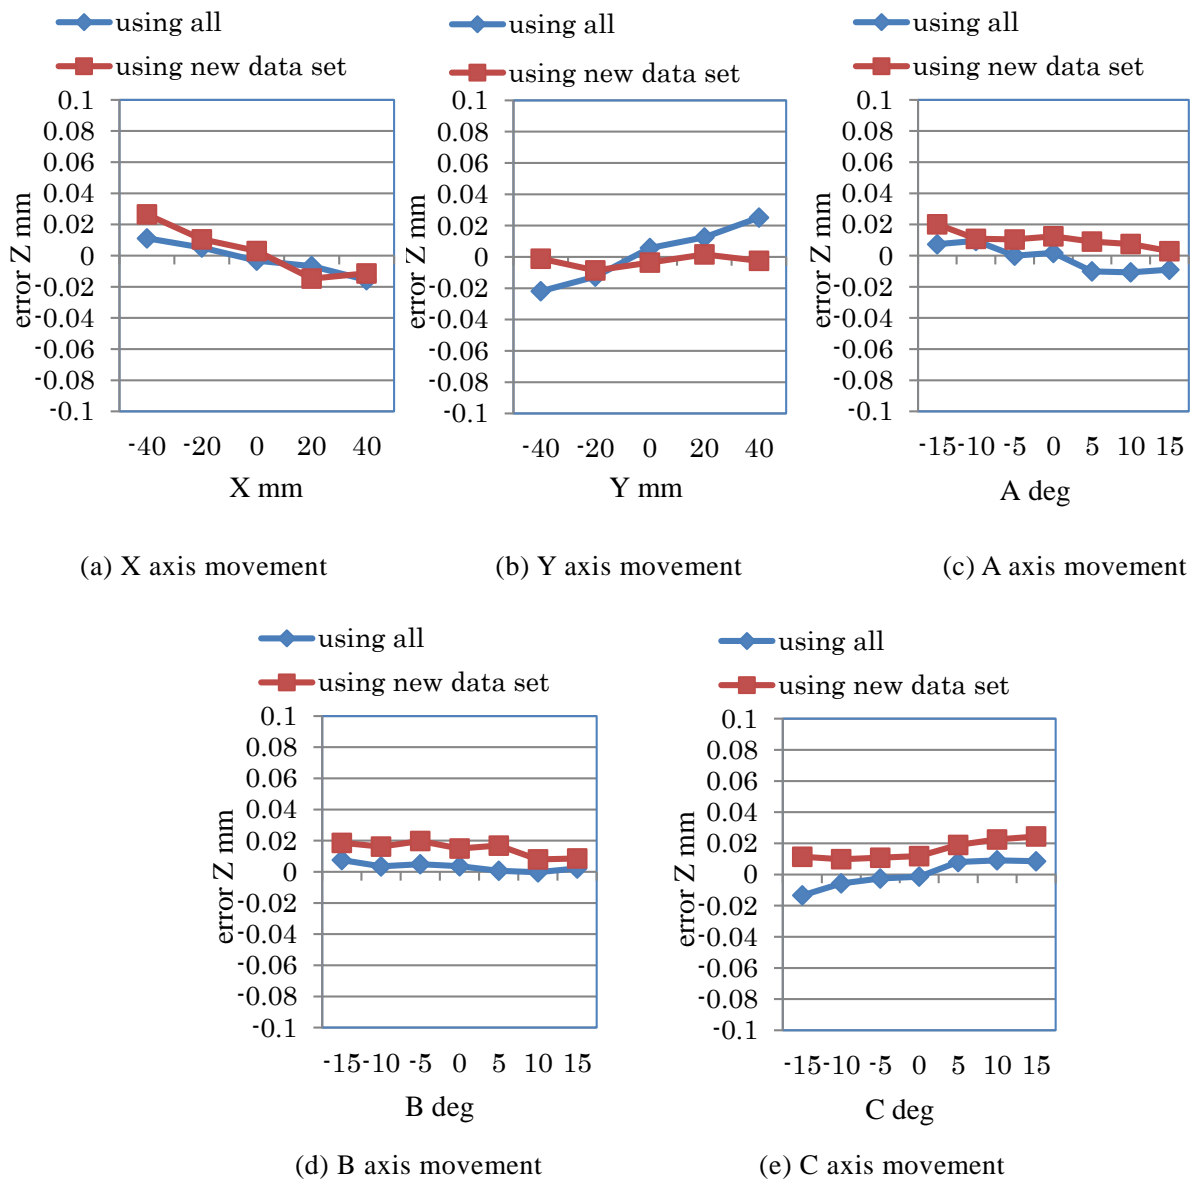 using all
using new data set
0.1
0.08
0.06
0.04
0.02
0
-0.02
-0.04
-0.06
-0.08
-0.1
error Z mm
-40 -20 0 20 40
X mm
(a) X axis movement
using all
using new data set
0.1
0.08
0.06
0.04
0.02
0
-0.02
-0.04
-0.06
-0.08
-0.1
error Z mm
-40 -20 0 20 40
Y mm
(b) Y axis movement
using all
using new data set
0.1
0.08
0.06
0.04
0.02
0
-0.02
-0.04
-0.06
-0.08
-0.1
error Z mm
-15 -10 -5 0 5 10 15
A deg
(c) A axis movement
using all
using new data set
0.1
0.08
0.06
0.04
0.02
0
-0.02
-0.04
-0.06
-0.08
-0.1
error Z mm
-15 -10 -5 0 5 10 15
B deg
(d) B axis movement
using all
using new data set
0.1
0.08
0.06
0.04
0.02
0
-0.02
-0.04
-0.06
-0.08
-0.1
error Z mm
-15 -10 -5 0 5 10 15
C deg
(e) C axis movement